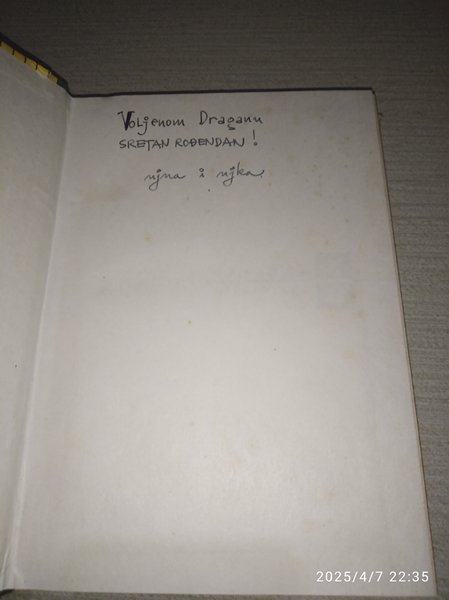 Voljenom Draganu
SRETAN ROĐENDAN!
ujna i ujka
2025/4/7 22:35